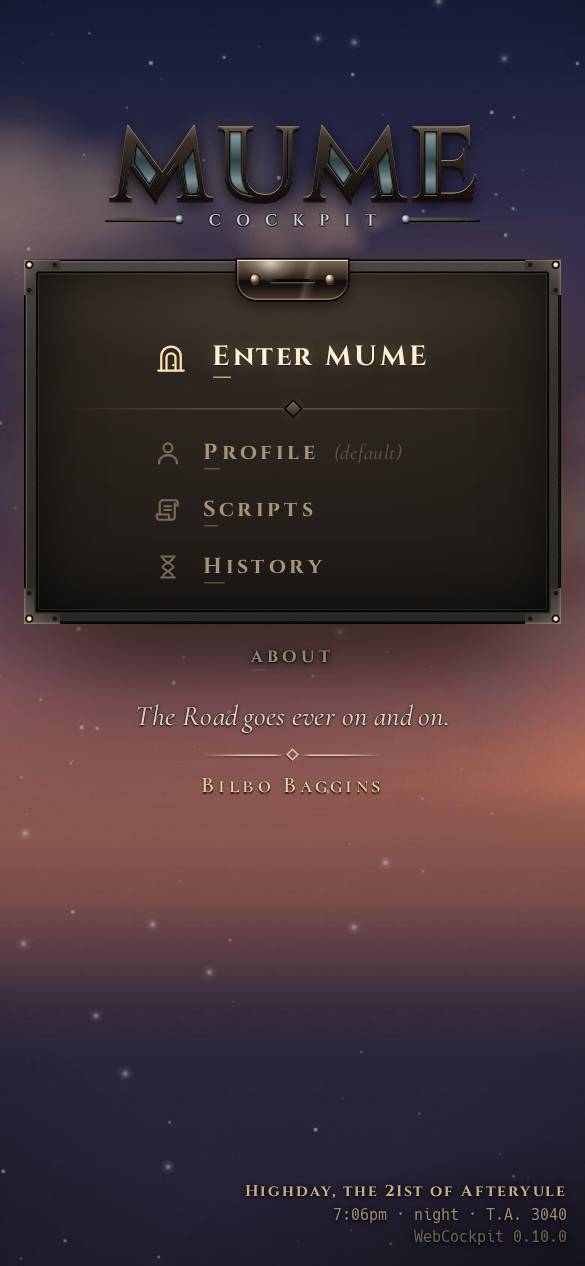 MUME
COCKPIT
Enter MUME
Profile (default)
Scripts
History
About
The Road goes ever on and on.
Bilbo Baggins
Highday, the 21st of Afteryule
7:06pm · night · T.A. 3040
WebCockpit 0.10.0